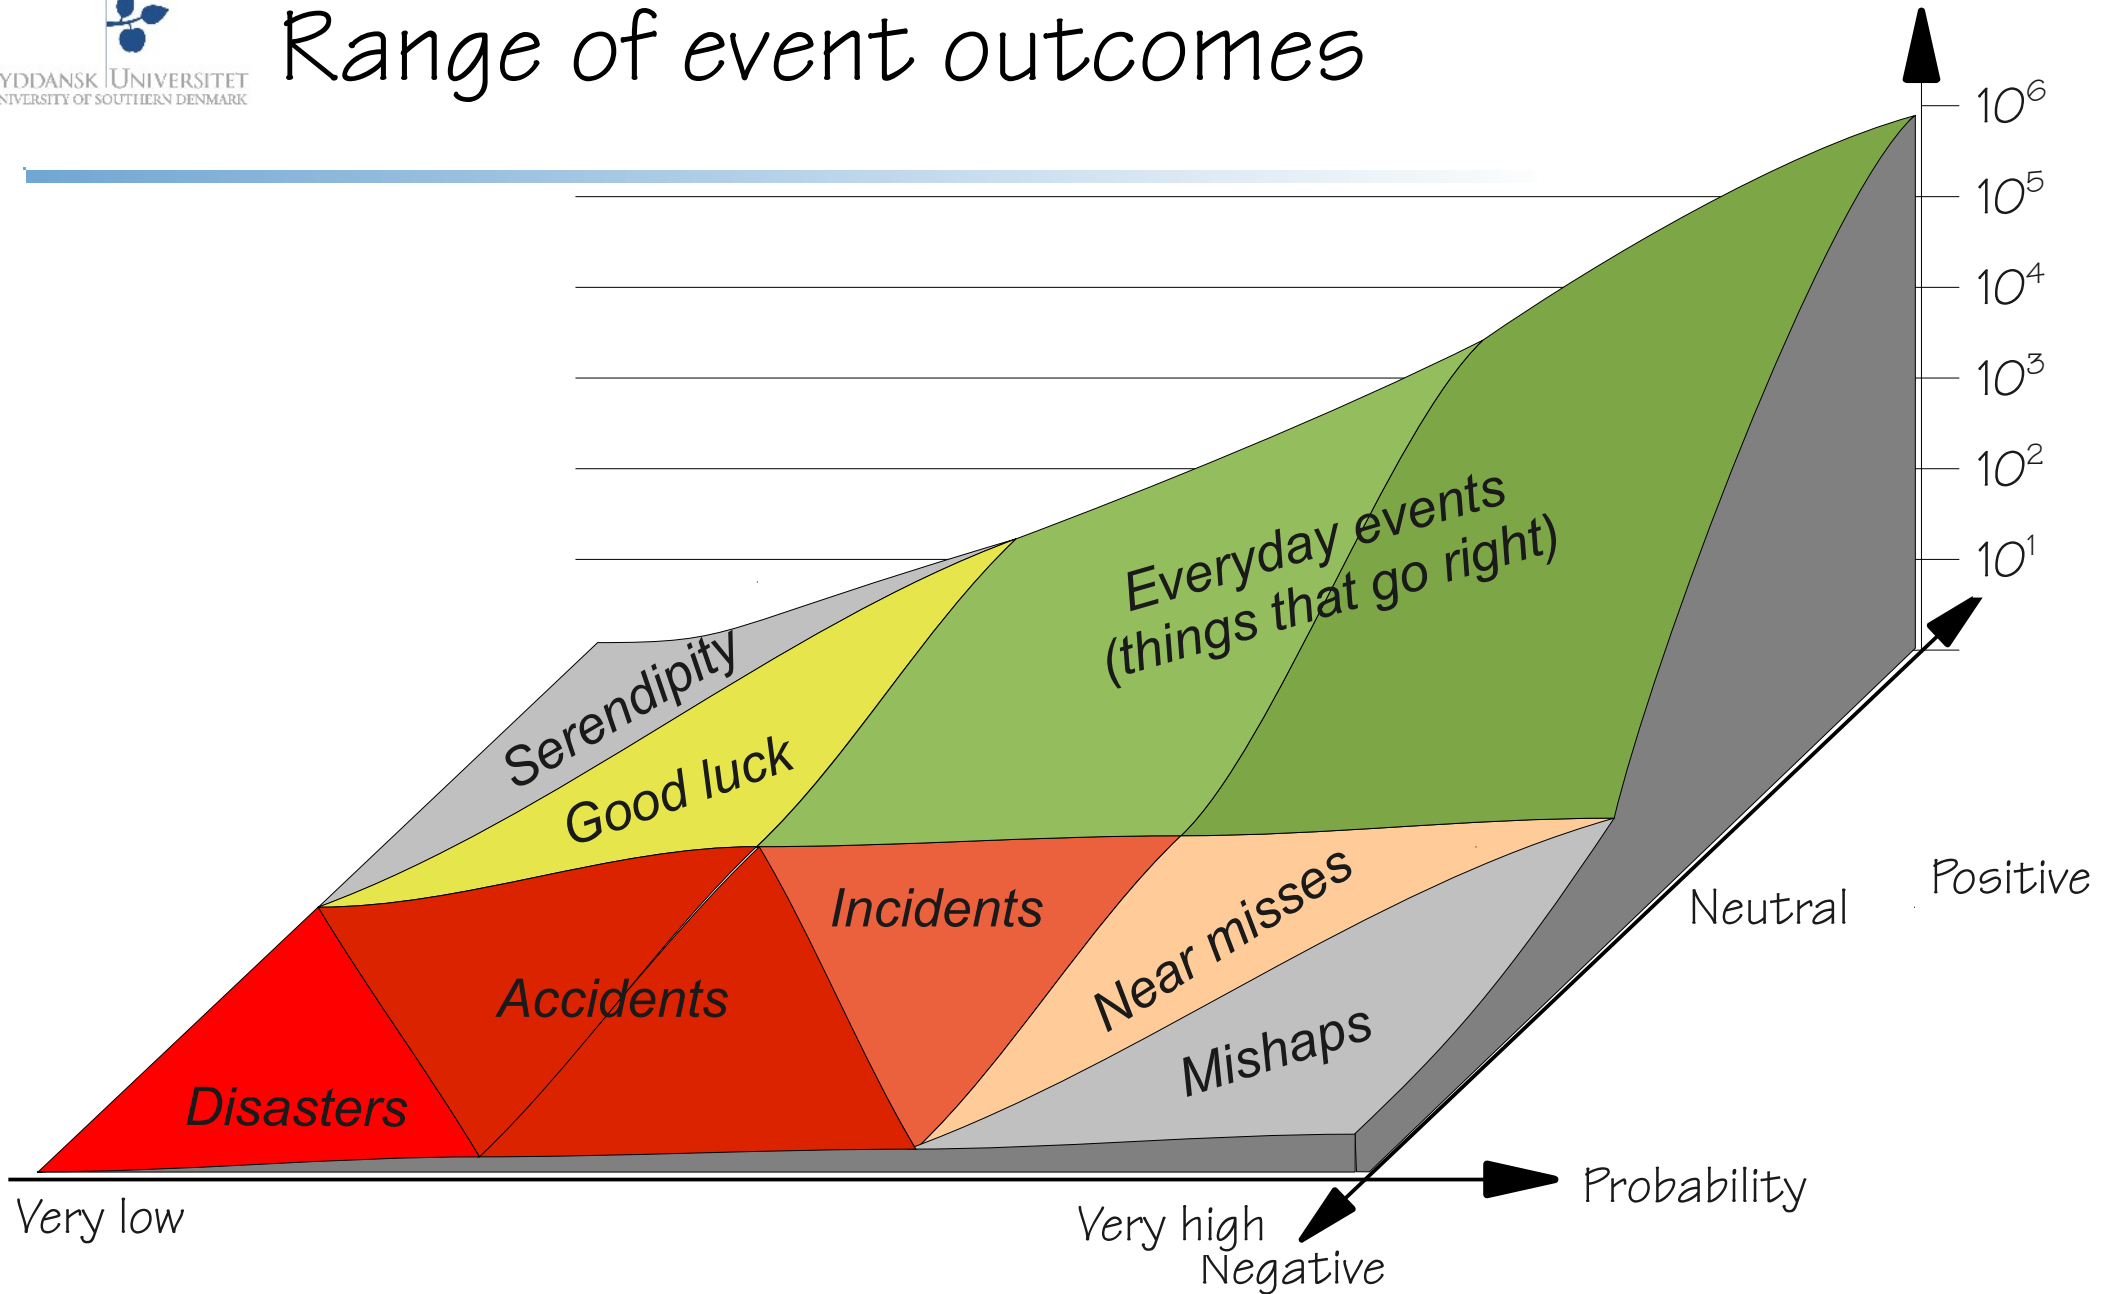 Range of event outcomes
YDDANSK UNIVERSITET
NIVERSITY OF SOUTHERN DENMARK
10⁶
10⁵
10⁴
10³
10²
10¹
Everyday events
(things that go right)
Serendipity
Good luck
Incidents
Near misses
Accidents
Mishaps
Disasters
Positive
Neutral
Probability
Very low
Very high
Negative